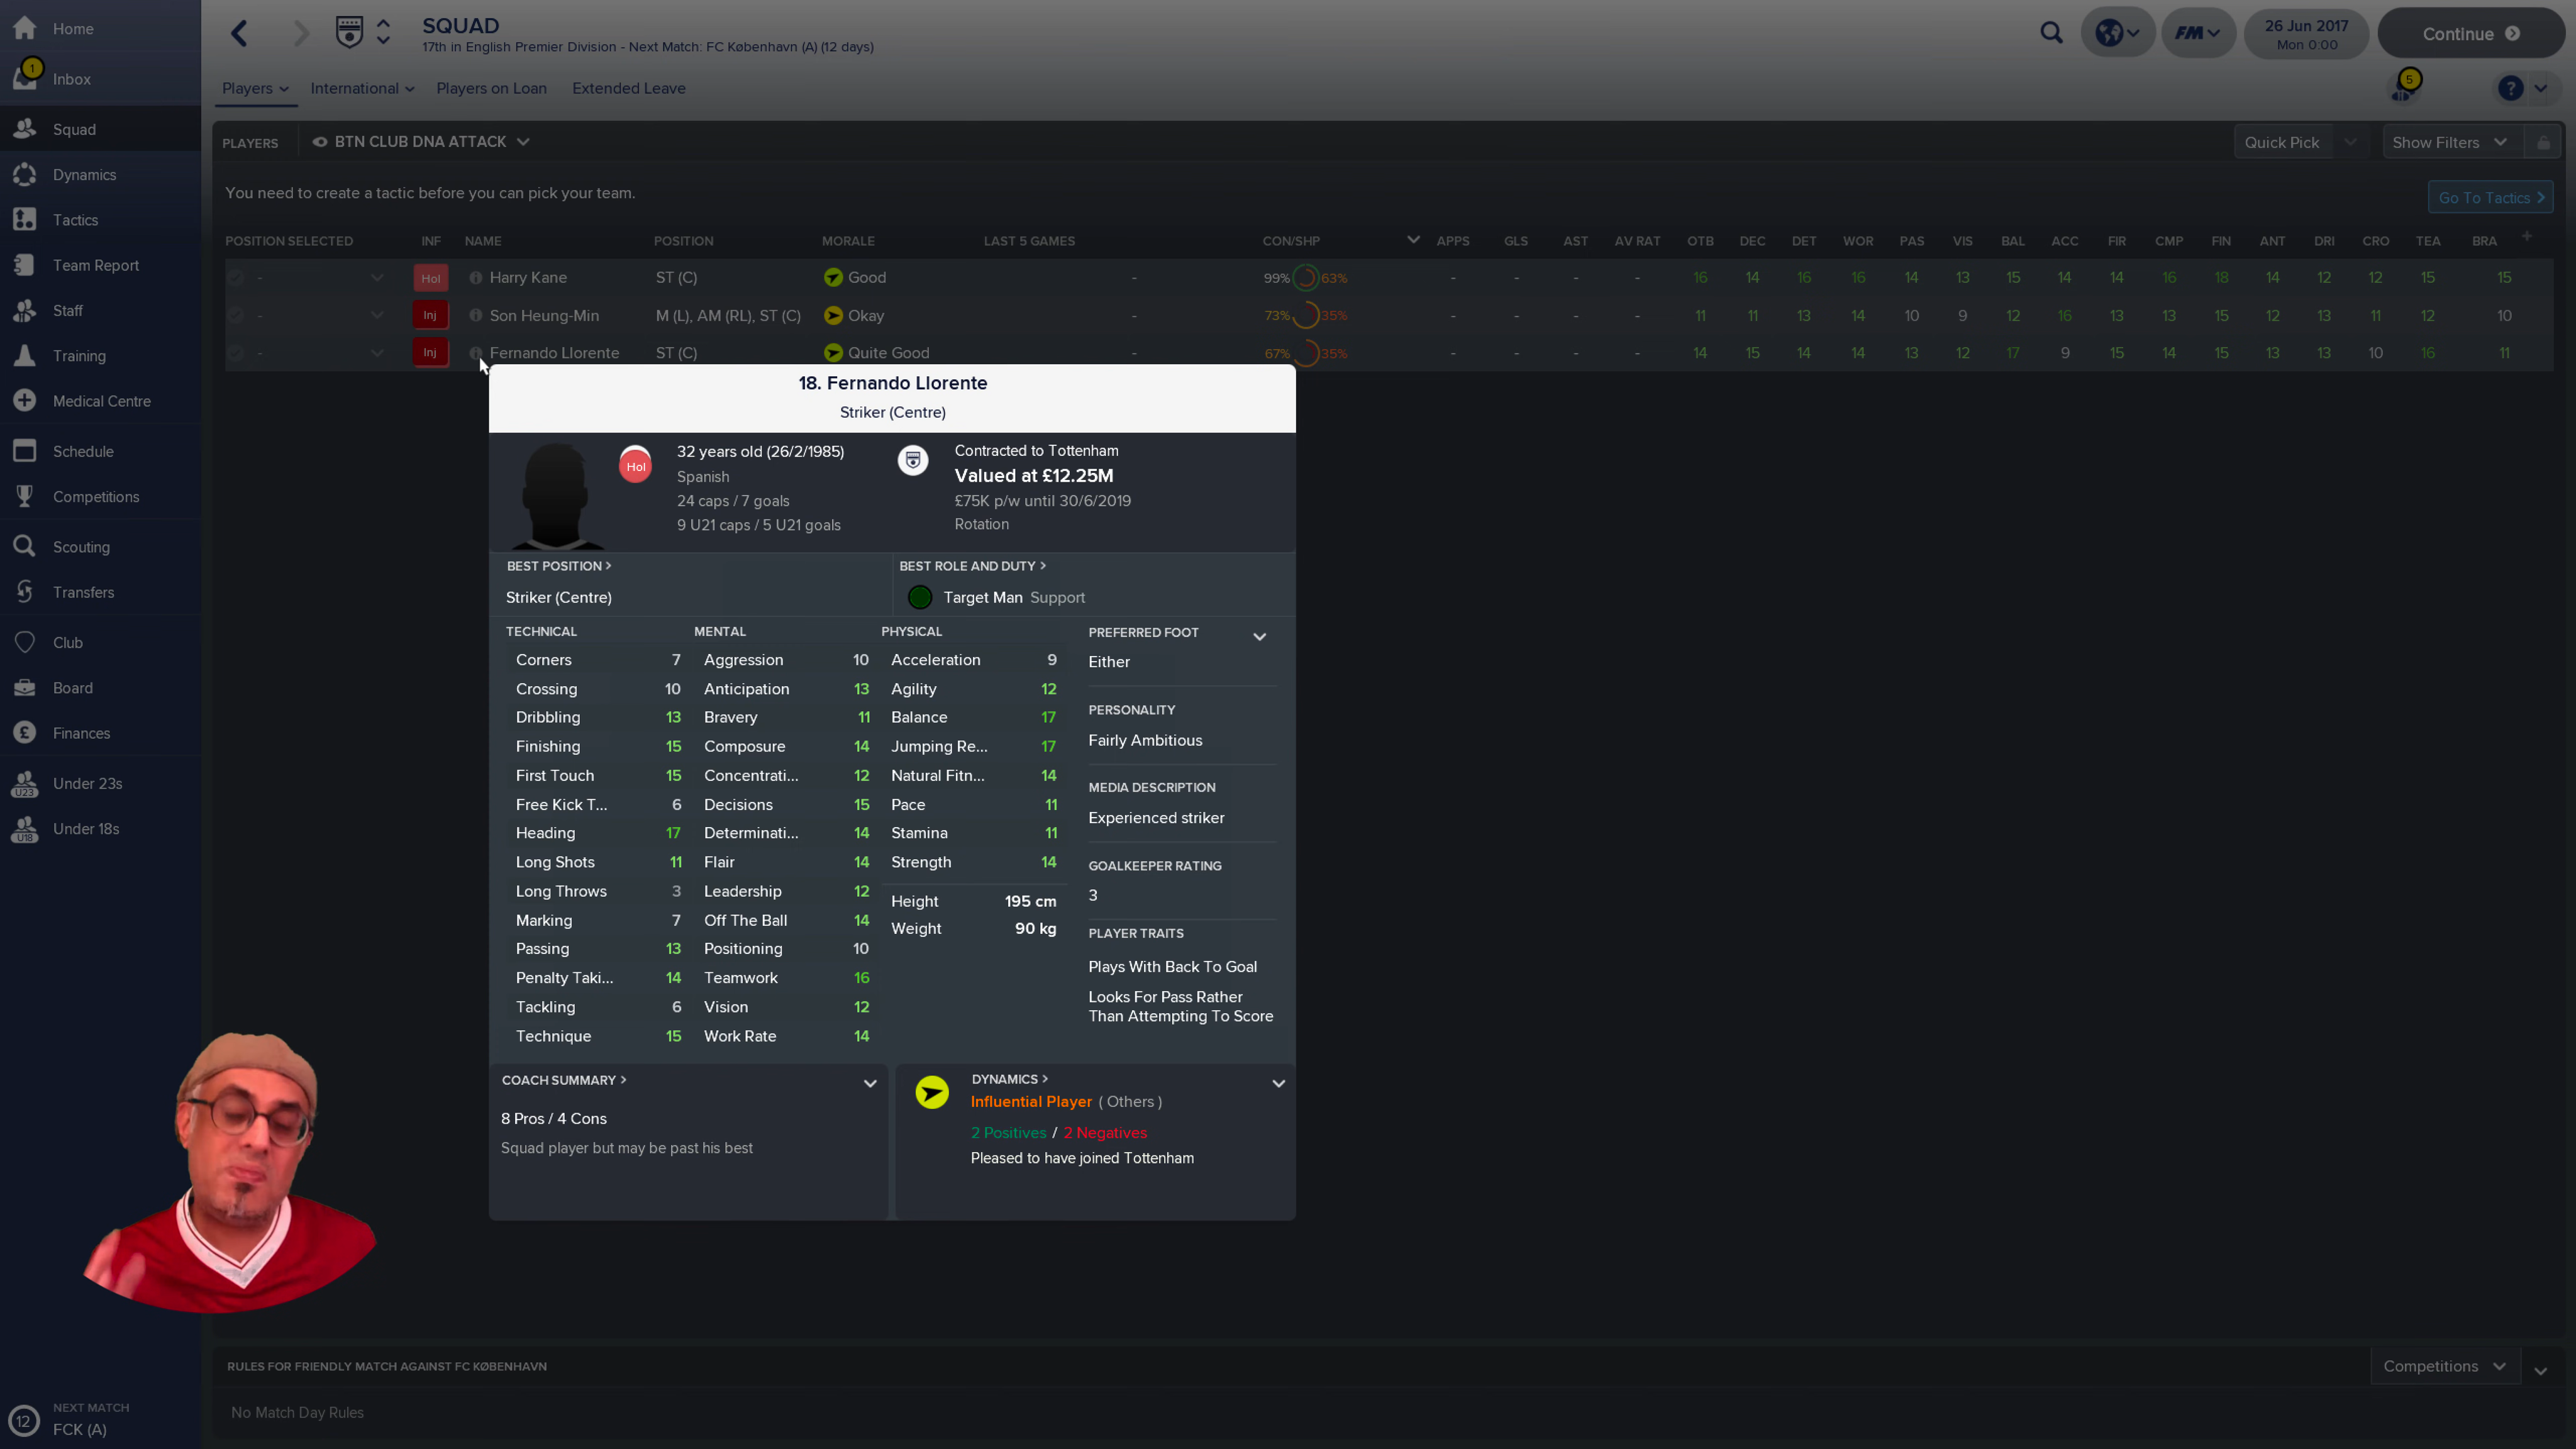 Home
1
Inbox
Squad
Dynamics
Tactics
Team Report
Staff
Training
Medical Centre
Schedule
Competitions
Scouting
Transfers
Club
Board
Finances
U23
Under 23s
U18
Under 18s
12
NEXT MATCH
FCK (A)
SQUAD
17th in English Premier Division - Next Match: FC København (A) (12 days)
FM
26 Jun 2017
Mon 0:00
Continue
Players
International
Players on Loan
Extended Leave
5
?
PLAYERS
BTN CLUB DNA ATTACK
Quick Pick
Show Filters
You need to create a tactic before you can pick your team.
Go To Tactics
POSITION SELECTED INF NAME POSITION MORALE LAST 5 GAMES CON/SHP APPS GLS AST AV RAT OTB DEC DET WOR PAS VIS BAL ACC FIR CMP FIN ANT DRI CRO TEA BRA +
- Hol Harry Kane ST (C) Good - 99% 63% - - - - 16 14 16 16 14 13 15 14 14 16 18 14 12 12 15 15
- Inj Son Heung-Min M (L), AM (RL), ST (C) Okay - 73% 35% - - - - 11 11 13 14 10 9 12 16 13 13 15 12 13 11 12 10
- Inj Fernando Llorente ST (C) Quite Good - 67% 35% - - - - 14 15 14 14 13 12 17 9 15 14 15 13 13 10 16 11
18. Fernando Llorente
Striker (Centre)
Hol
32 years old (26/2/1985)
Spanish
24 caps / 7 goals
9 U21 caps / 5 U21 goals
Contracted to Tottenham
Valued at £12.25M
£75K p/w until 30/6/2019
Rotation
BEST POSITION >
Striker (Centre)
BEST ROLE AND DUTY >
Target Man Support
TECHNICAL
Corners 7
Crossing 10
Dribbling 13
Finishing 15
First Touch 15
Free Kick T... 6
Heading 17
Long Shots 11
Long Throws 3
Marking 7
Passing 13
Penalty Taki... 14
Tackling 6
Technique 15
MENTAL
Aggression 10
Anticipation 13
Bravery 11
Composure 14
Concentrati... 12
Decisions 15
Determinati... 14
Flair 14
Leadership 12
Off The Ball 14
Positioning 10
Teamwork 16
Vision 12
Work Rate 14
PHYSICAL
Acceleration 9
Agility 12
Balance 17
Jumping Re... 17
Natural Fitn... 14
Pace 11
Stamina 11
Strength 14
Height 195 cm
Weight 90 kg
PREFERRED FOOT
Either
PERSONALITY
Fairly Ambitious
MEDIA DESCRIPTION
Experienced striker
GOALKEEPER RATING
3
PLAYER TRAITS
Plays With Back To Goal
Looks For Pass Rather
Than Attempting To Score
COACH SUMMARY >
8 Pros / 4 Cons
Squad player but may be past his best
DYNAMICS >
Influential Player ( Others )
2 Positives / 2 Negatives
Pleased to have joined Tottenham
RULES FOR FRIENDLY MATCH AGAINST FC KØBENHAVN
Competitions
No Match Day Rules